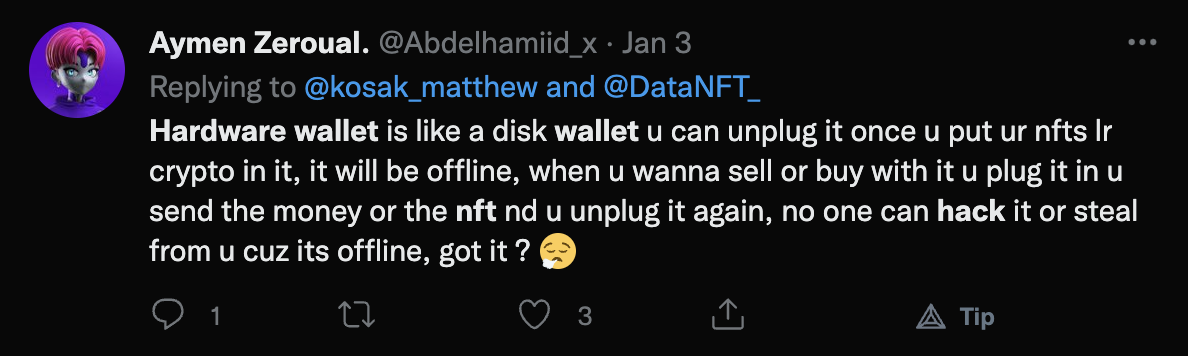 Aymen Zeroual. @Abdelhamiid_x · Jan 3
Replying to @kosak_matthew and @DataNFT_
Hardware wallet is like a disk wallet u can unplug it once u put ur nfts lr
crypto in it, it will be offline, when u wanna sell or buy with it u plug it in u
send the money or the nft nd u unplug it again, no one can hack it or steal
from u cuz its offline, got it ? 😮‍💨
1 3 Tip